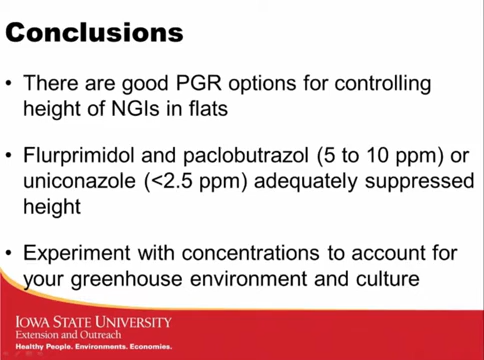 Conclusions
• There are good PGR options for controlling
height of NGIs in flats
• Flurprimidol and paclobutrazol (5 to 10 ppm) or
uniconazole (<2.5 ppm) adequately suppressed
height
• Experiment with concentrations to account for
your greenhouse environment and culture
IOWA STATE UNIVERSITY
Extension and Outreach
Healthy People. Environments. Economies.